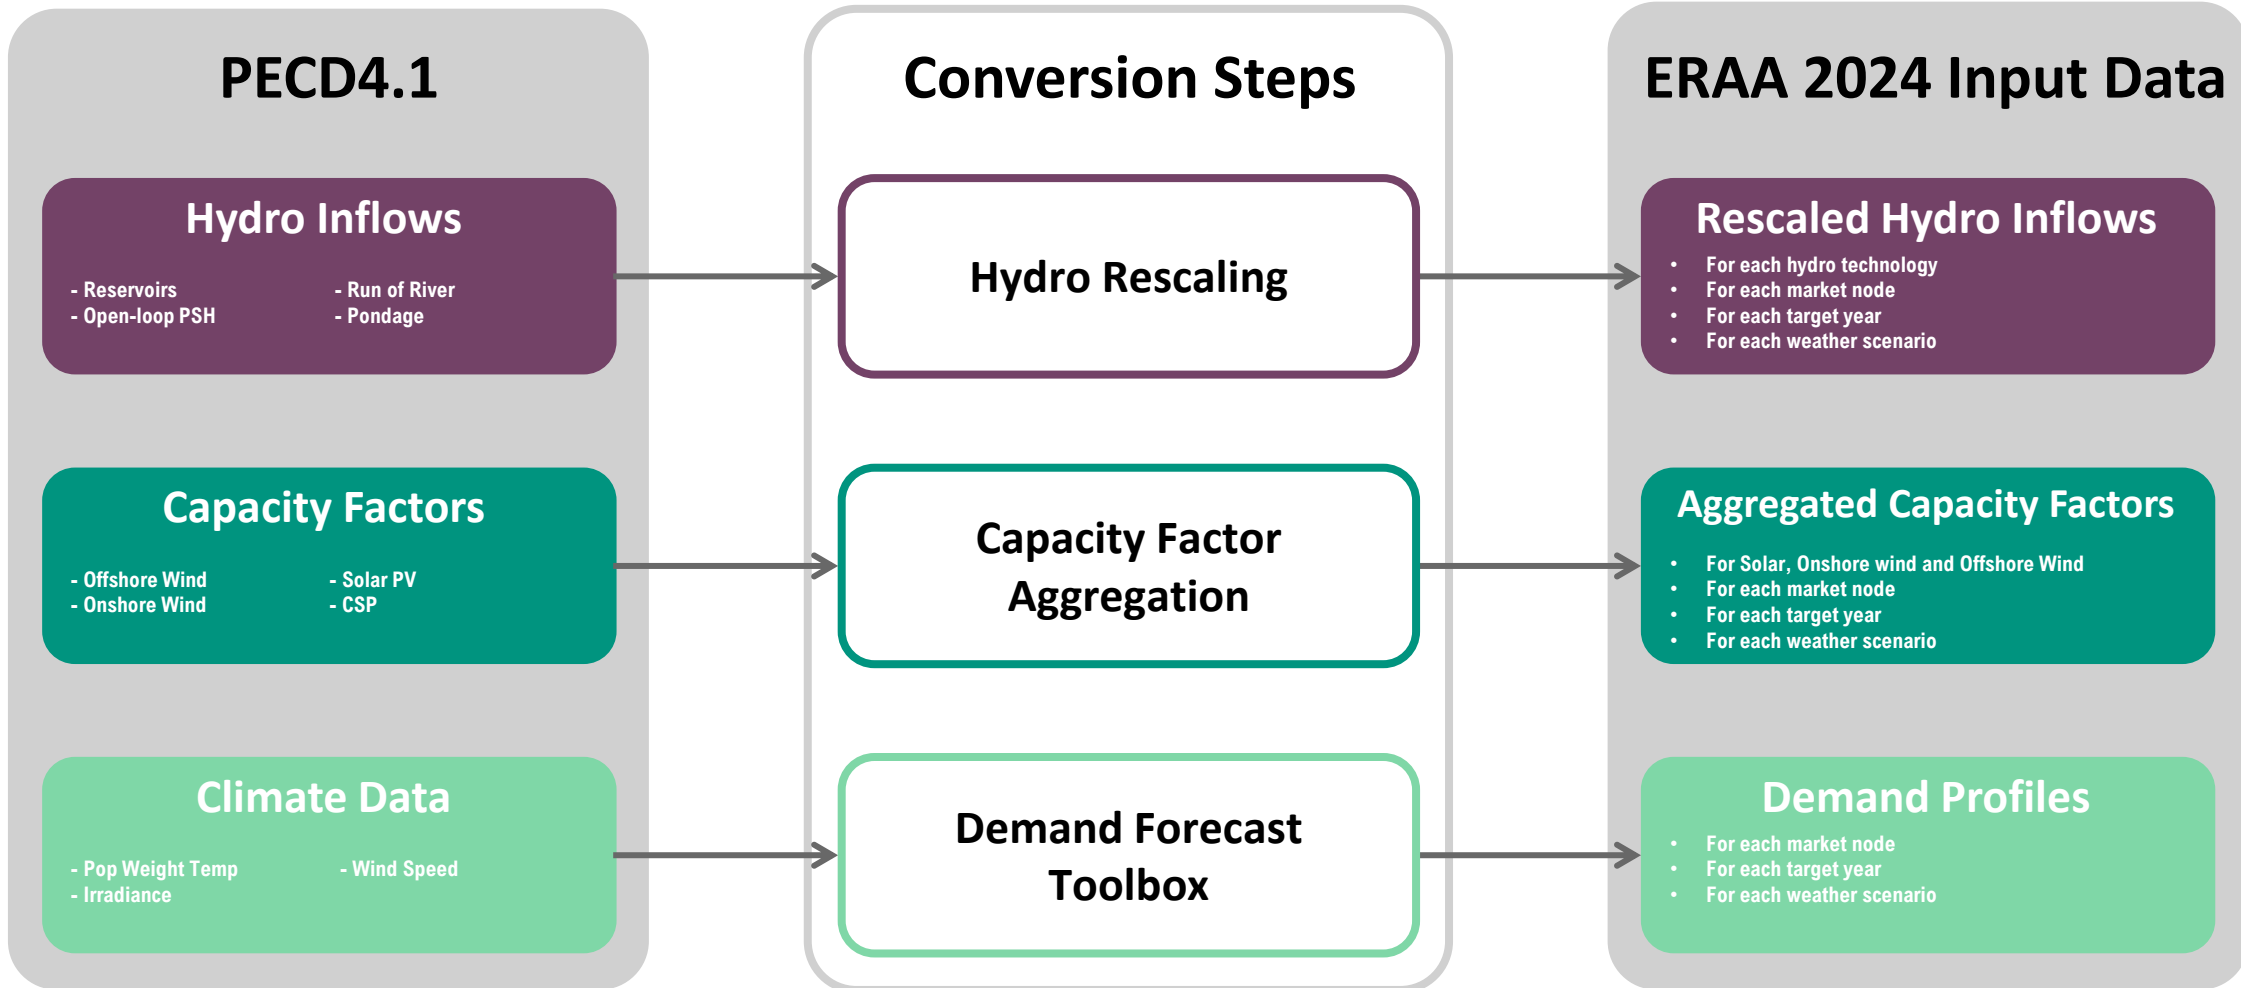 PECD4.1
Hydro Inflows
- Reservoirs
- Open-loop PSH
- Run of River
- Pondage
Capacity Factors
- Offshore Wind
- Onshore Wind
- Solar PV
- CSP
Climate Data
- Pop Weight Temp
- Irradiance
- Wind Speed
Conversion Steps
Hydro Rescaling
Capacity Factor
Aggregation
Demand Forecast
Toolbox
ERAA 2024 Input Data
Rescaled Hydro Inflows
• For each hydro technology
• For each market node
• For each target year
• For each weather scenario
Aggregated Capacity Factors
• For Solar, Onshore wind and Offshore Wind
• For each market node
• For each target year
• For each weather scenario
Demand Profiles
• For each market node
• For each target year
• For each weather scenario